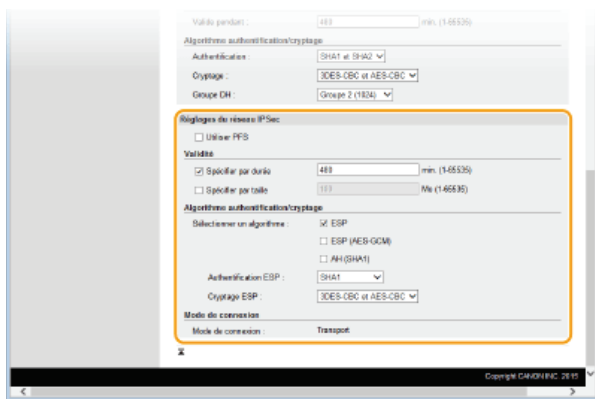 Valide pendant : 480 min. (1-65535)
Algorithme authentification/cryptage
Authentification : SHA1 et SHA2
Cryptage : 3DES-CBC et AES-CBC
Groupe DH : Groupe 2 (1024)
Réglages du réseau IPSec
Utiliser PFS
Validité
Spécifier par durée 480 min. (1-65535)
Spécifier par taille Mo (1-65535)
Algorithme authentification/cryptage
Sélectionner un algorithme : ESP
ESP (AES-GCM)
AH (SHA1)
Authentification ESP : SHA1
Cryptage ESP : 3DES-CBC et AES-CBC
Mode de connexion
Mode de connexion : Transport
Copyright CANON INC. 2015